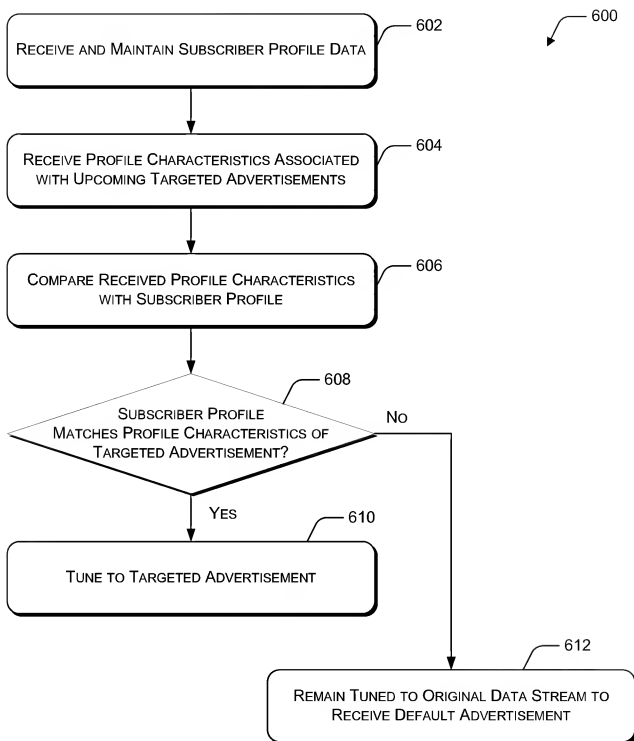 600
602
RECEIVE AND MAINTAIN SUBSCRIBER PROFILE DATA
604
RECEIVE PROFILE CHARACTERISTICS ASSOCIATED
WITH UPCOMING TARGETED ADVERTISEMENTS
606
COMPARE RECEIVED PROFILE CHARACTERISTICS
WITH SUBSCRIBER PROFILE
608
SUBSCRIBER PROFILE
MATCHES PROFILE CHARACTERISTICS OF
TARGETED ADVERTISEMENT?
NO
YES
610
TUNE TO TARGETED ADVERTISEMENT
612
REMAIN TUNED TO ORIGINAL DATA STREAM TO
RECEIVE DEFAULT ADVERTISEMENT